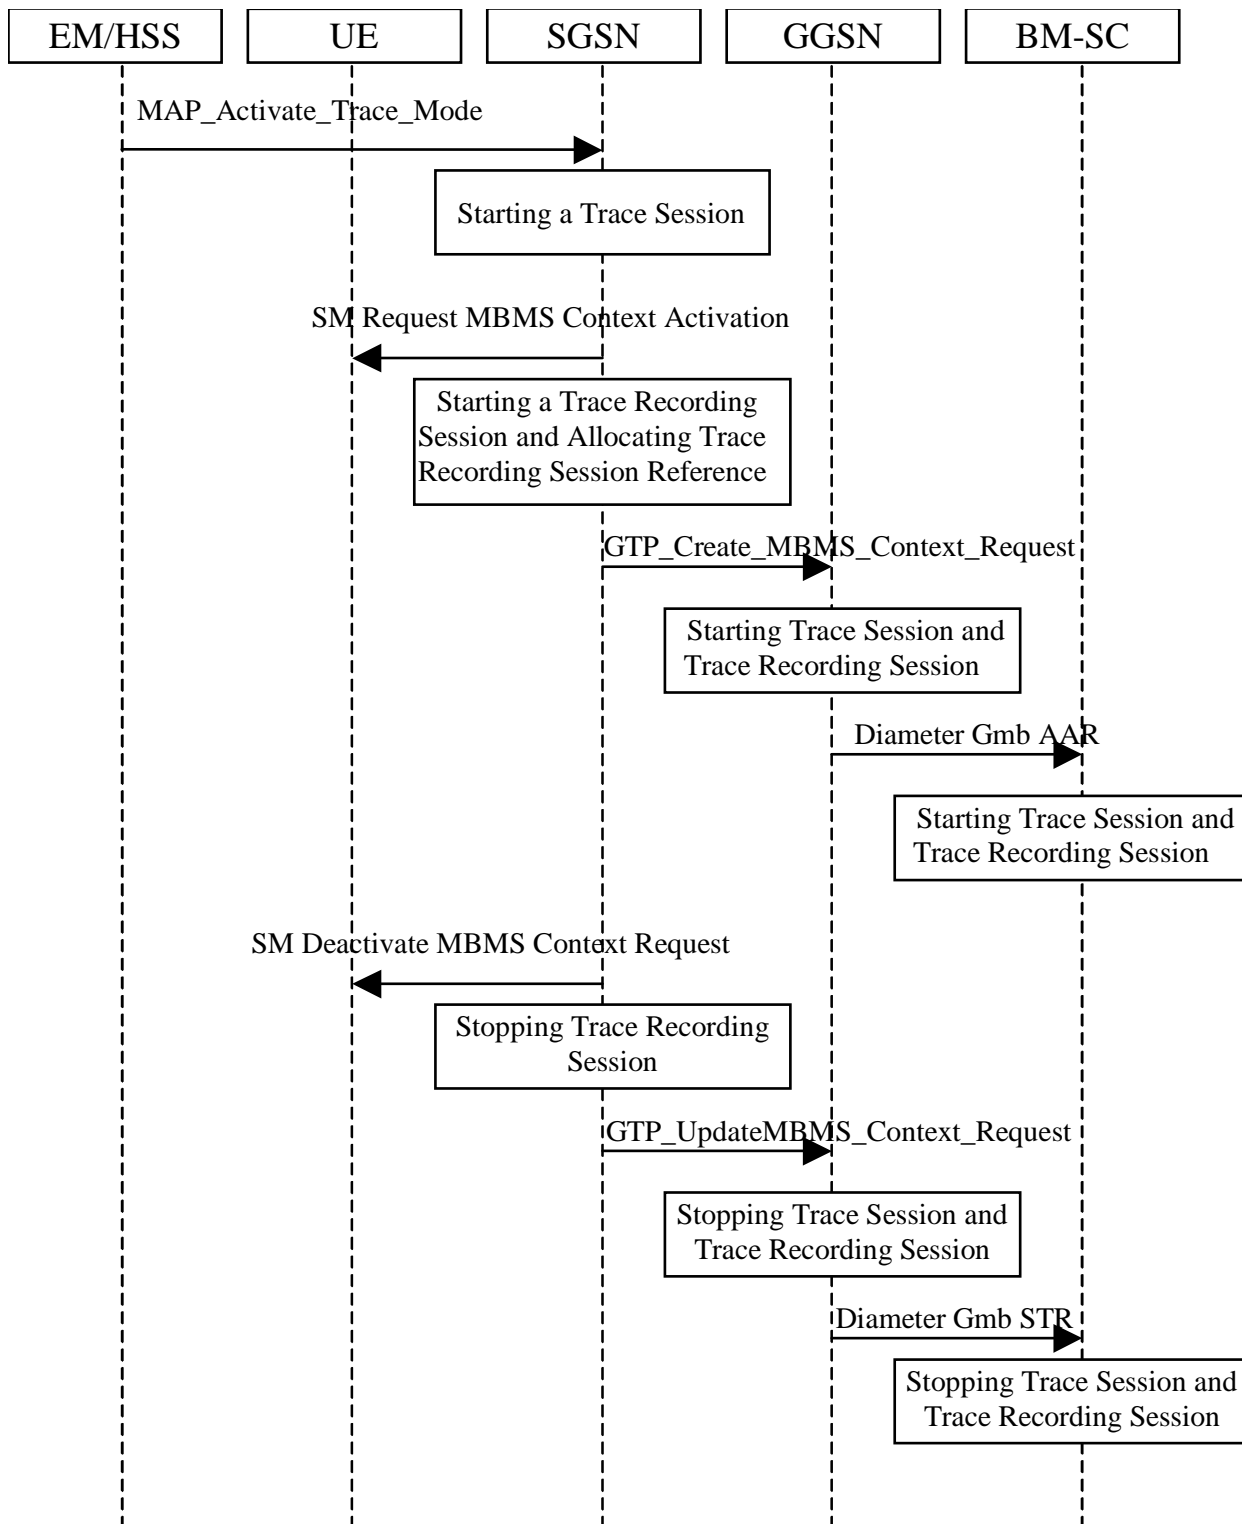 EM/HSS
UE
SGSN
GGSN
BM-SC
MAP_Activate_Trace_Mode
Starting a Trace Session
SM Request MBMS Context Activation
Starting a Trace Recording
Session and Allocating Trace
Recording Session Reference
GTP_Create_MBMS_Context_Request
Starting Trace Session and
Trace Recording Session
Diameter Gmb AAR
Starting Trace Session and
Trace Recording Session
SM Deactivate MBMS Context Request
Stopping Trace Recording
Session
GTP_UpdateMBMS_Context_Request
Stopping Trace Session and
Trace Recording Session
Diameter Gmb STR
Stopping Trace Session and
Trace Recording Session